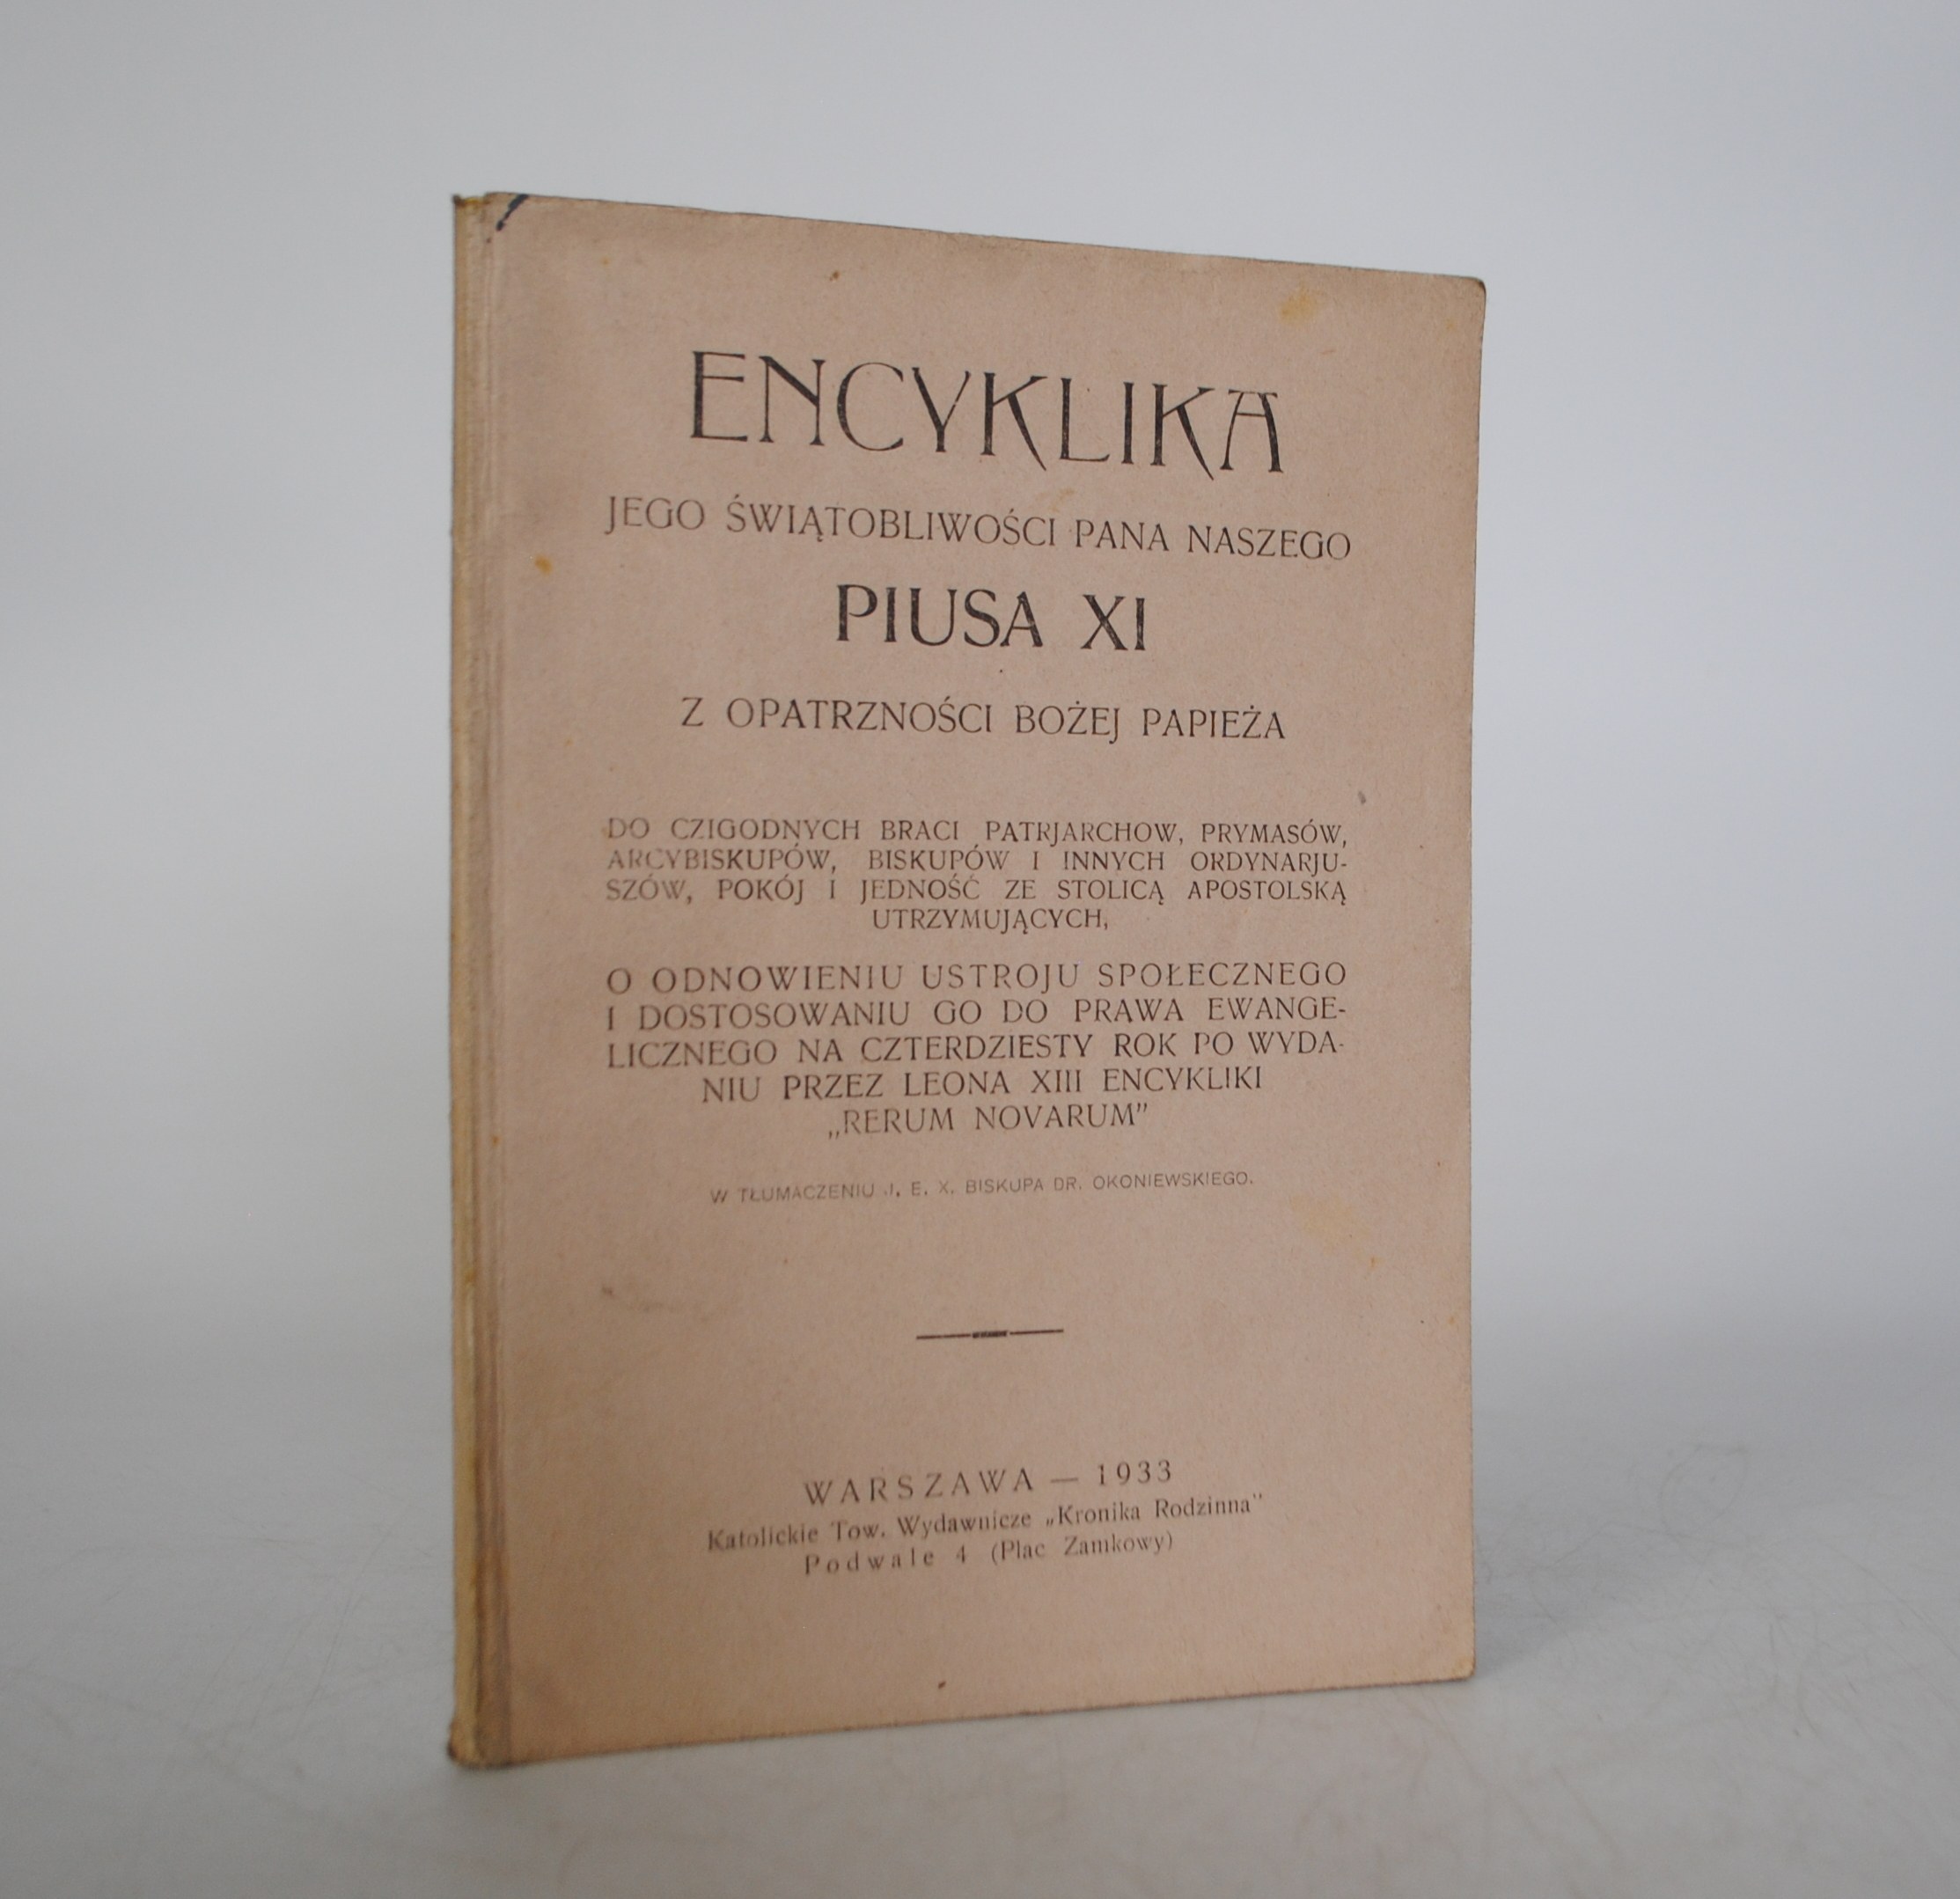 ENCYKLIKA
JEGO ŚWIĄTOBLIWOŚCI PANA NASZEGO
PIUSA XI
Z OPATRZNOŚCI BOŻEJ PAPIEŻA
DO CZIGODNYCH BRACI PATRJARCHOW, PRYMASÓW,
ARCYBISKUPÓW, BISKUPÓW I INNYCH ORDYNARJU-
SZÓW, POKÓJ I JEDNOŚĆ ZE STOLICĄ APOSTOLSKĄ
UTRZYMUJĄCYCH,
O ODNOWIENIU USTROJU SPOŁECZNEGO
I DOSTOSOWANIU GO DO PRAWA EWANGE-
LICZNEGO NA CZTERDZIESTY ROK PO WYDA-
NIU PRZEZ LEONA XIII ENCYKLIKI
„RERUM NOVARUM”
W TŁUMACZENIU J. E. X. BISKUPA DR. OKONIEWSKIEGO.
WARSZAWA — 1933
Katolickie Tow. Wydawnicze „Kronika Rodzinna”
Podwale 4 (Plac Zamkowy)